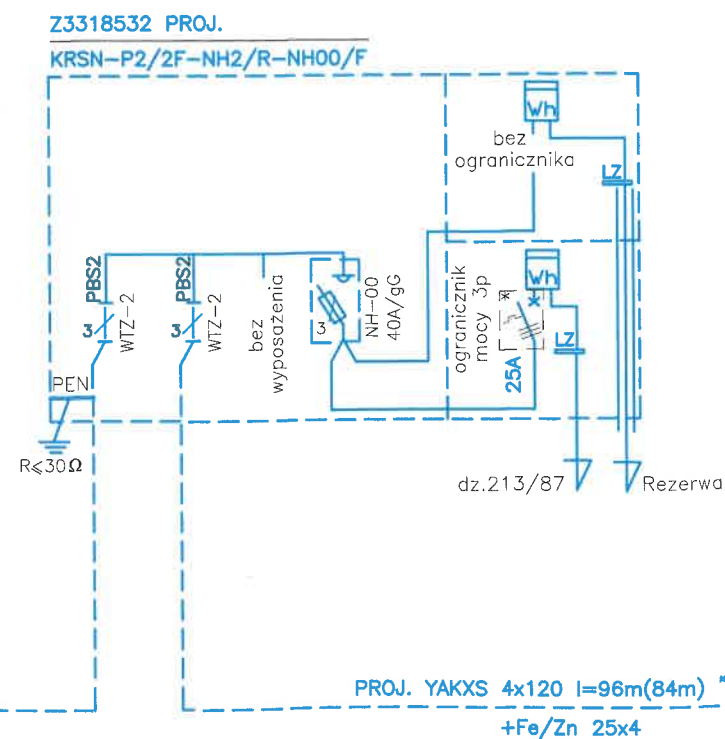 Z3318532 PROJ.
KRSN-P2/2F-NH2/R-NH00/F
Wh
bez
ogranicznika
LZ
PBS2
3
WTZ-2
PBS2
3
WTZ-2
bez
wyposażenia
3
NH-00
40A/gG
ogranicznik
mocy 3p
*
*
25A
Wh
LZ
PEN
R≤30Ω
dz.213/87
Rezerwa
PROJ. YAKXS 4x120 l=96m(84m)
+Fe/Zn 25x4